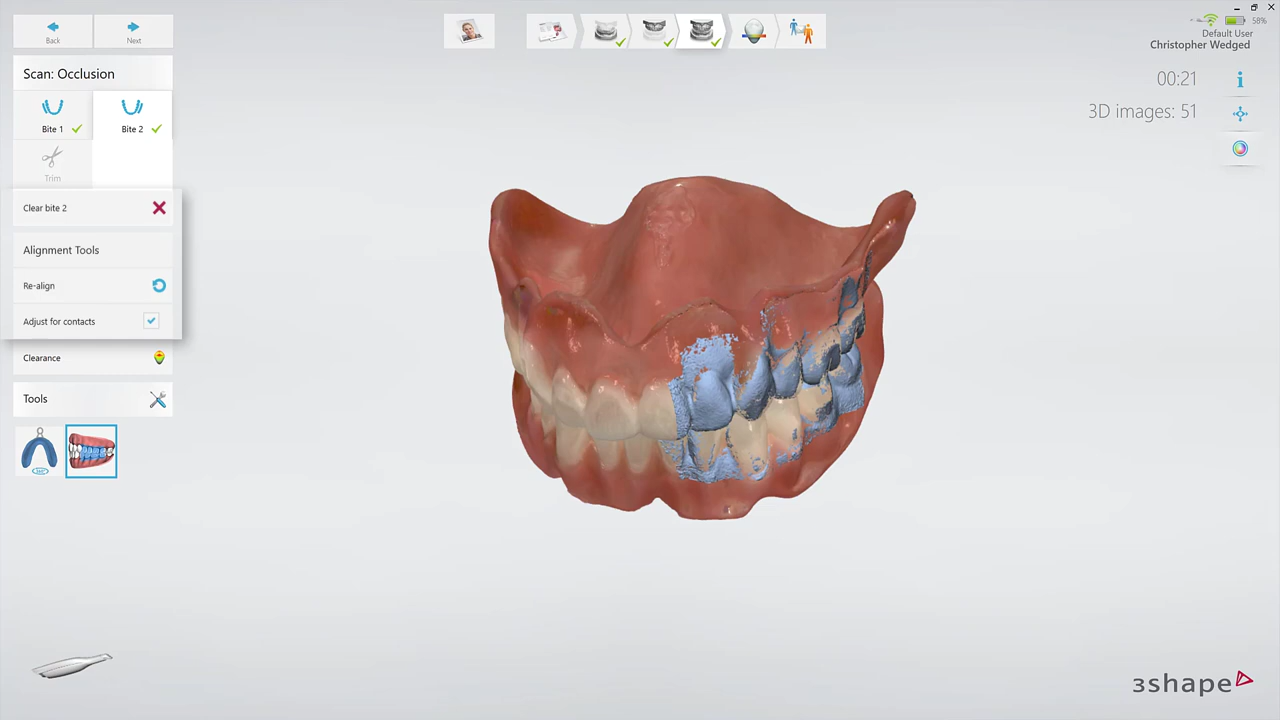 Back
Next
58%
Default User
Christopher Wedged
Scan: Occlusion
00:21
Bite 1
Bite 2
3D images: 51
Trim
Clear bite 2
Alignment Tools
Re-align
Adjust for contacts
Clearance
Tools
360°
3shape